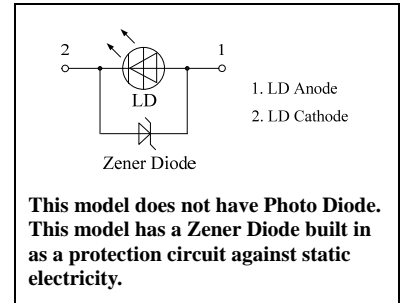 2 1
1. LD Anode
LD
2. LD Cathode
Zener Diode
This model does not have Photo Diode.
This model has a Zener Diode built in
as a protection circuit against static
electricity.